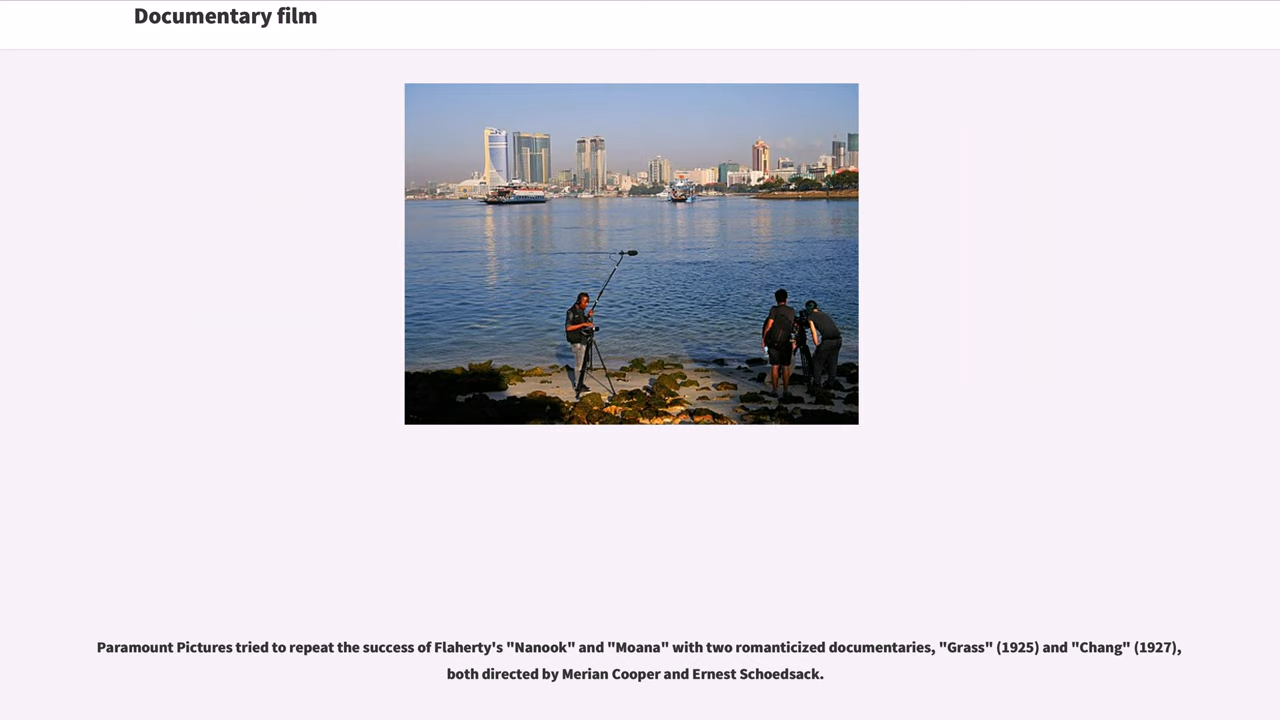 Documentary film
Paramount Pictures tried to repeat the success of Flaherty's "Nanook" and "Moana" with two romanticized documentaries, "Grass" (1925) and "Chang" (1927),
both directed by Merian Cooper and Ernest Schoedsack.